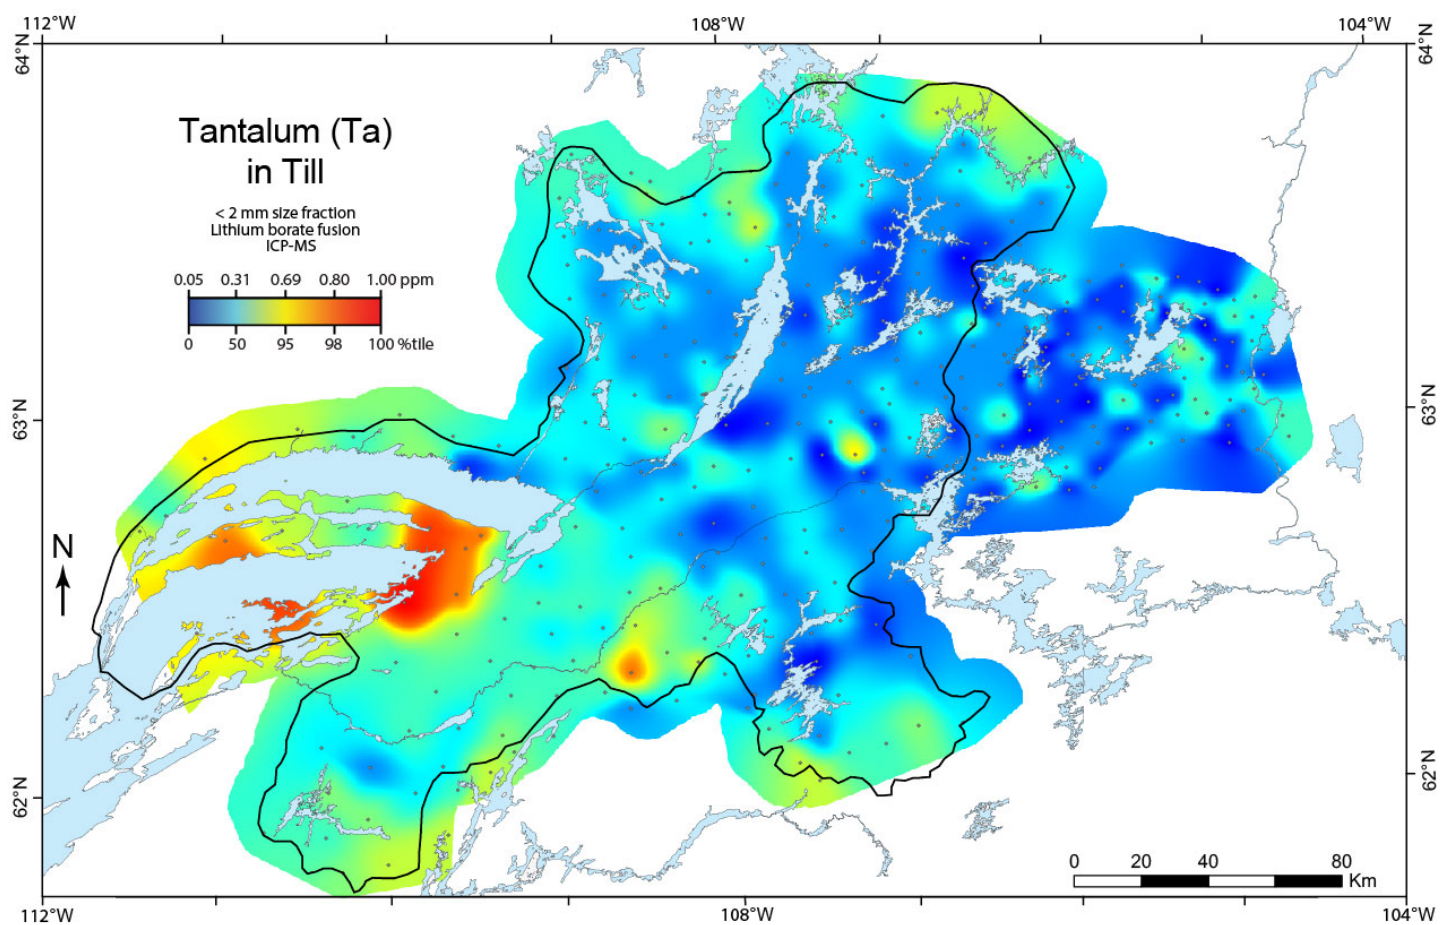 112°W 108°W 104°W
64°N 64°N
Tantalum (Ta)
in Till
< 2 mm size fraction
Lithium borate fusion
ICP-MS
0.05 0.31 0.69 0.80 1.00 ppm
0 50 95 98 100 %tile
63°N 63°N
N
62°N 62°N
0 20 40 80
Km
112°W 108°W 104°W